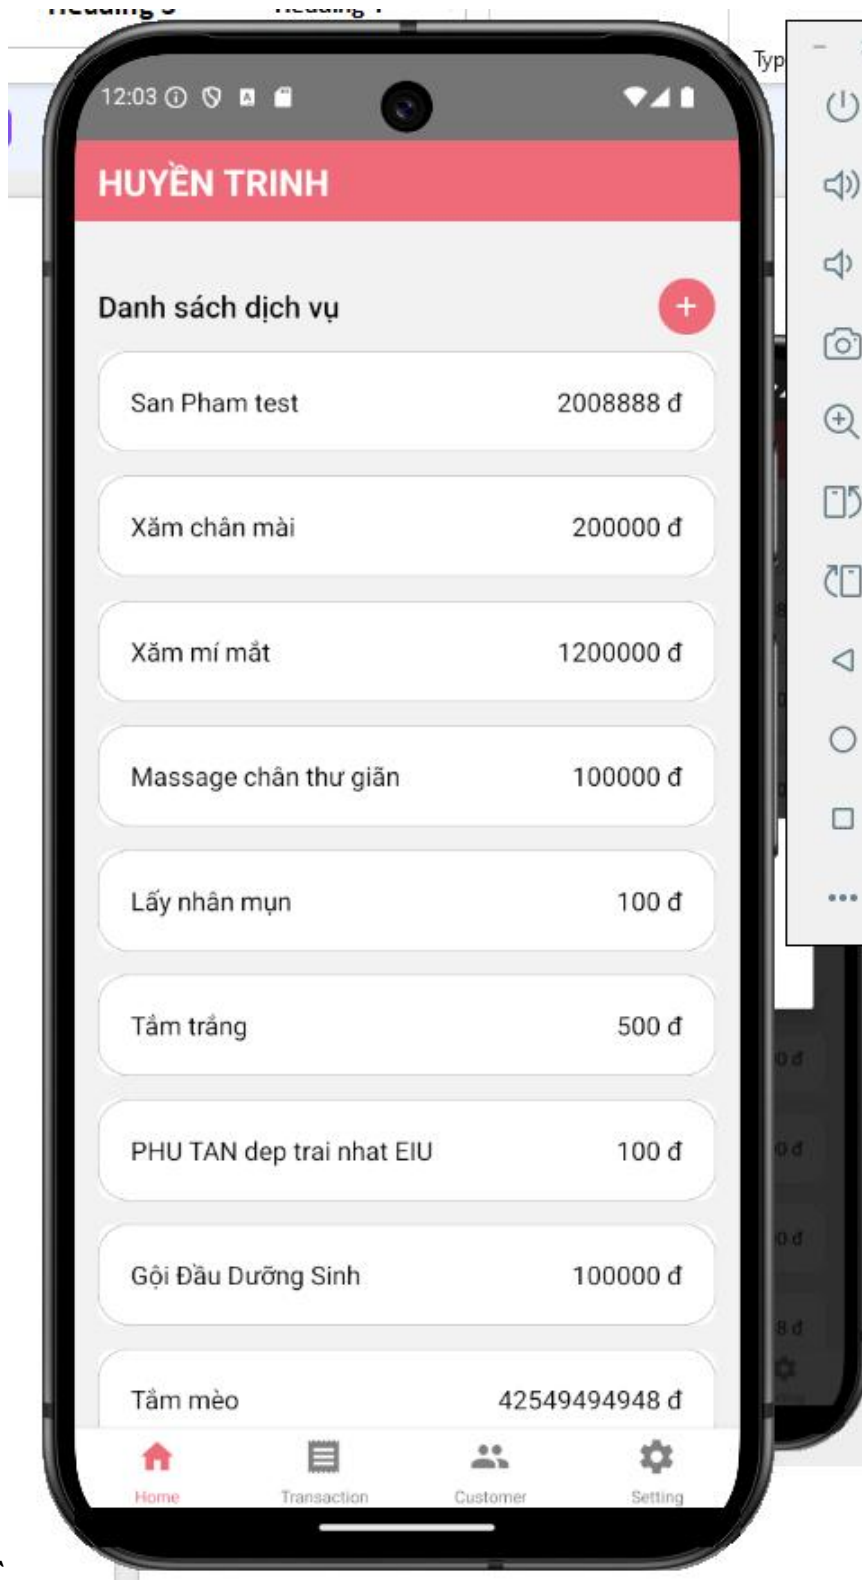 Typ
12:03
HUYỀN TRINH
Danh sách dịch vụ
+
San Pham test 2008888 đ
Xăm chân mài 200000 đ
Xăm mí mắt 1200000 đ
Massage chân thư giãn 100000 đ
Lấy nhân mụn 100 đ
Tắm trắng 500 đ
PHU TAN dep trai nhat EIU 100 đ
Gội Đầu Dưỡng Sinh 100000 đ
Tắm mèo 42549494948 đ
Home Transaction Customer Setting